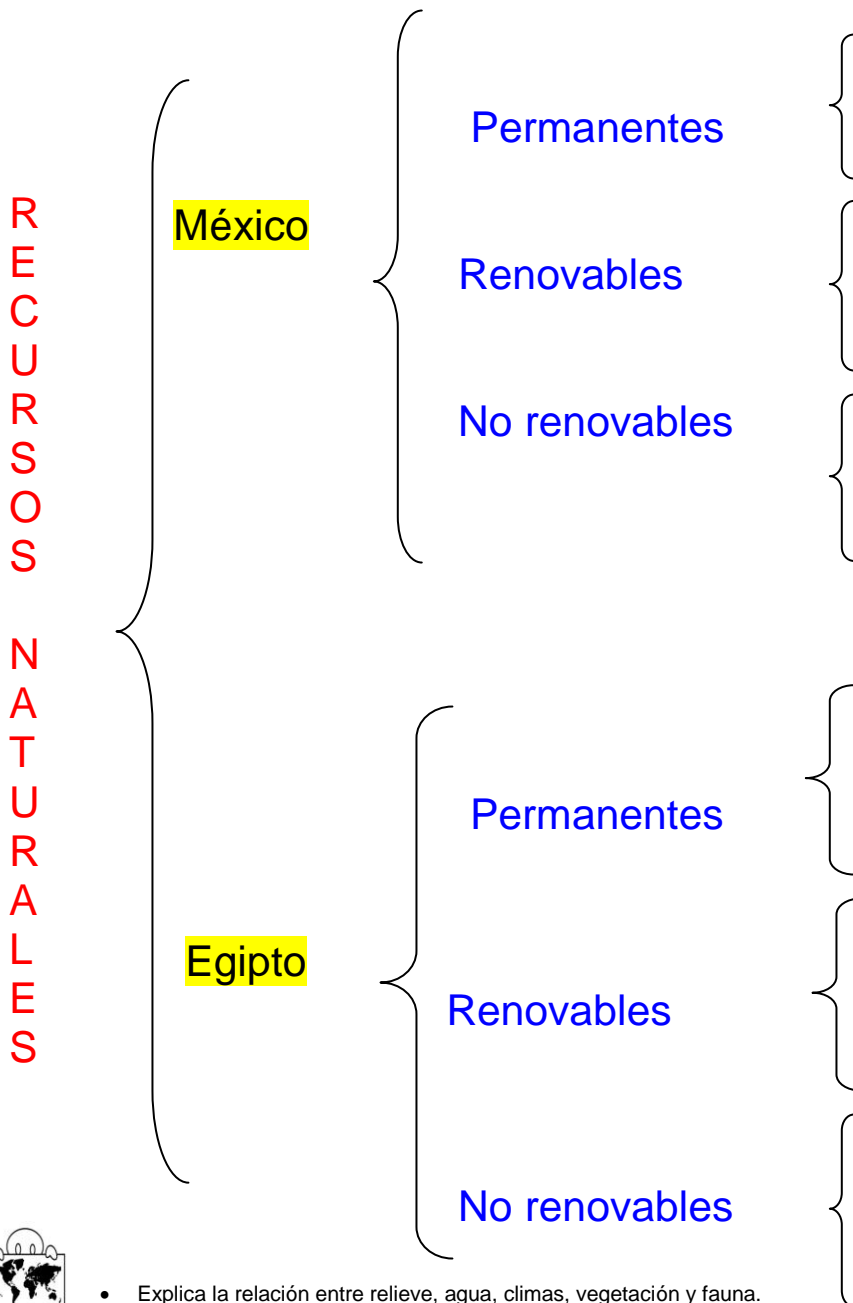 RECURSOS NATURALES
México
Permanentes
Renovables
No renovables
Egipto
Permanentes
Renovables
No renovables
• Explica la relación entre relieve, agua, climas, vegetación y fauna.